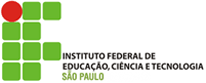 INSTITUTO FEDERAL DE
EDUCAÇÃO, CIÊNCIA E TECNOLOGIA
SÃO PAULO